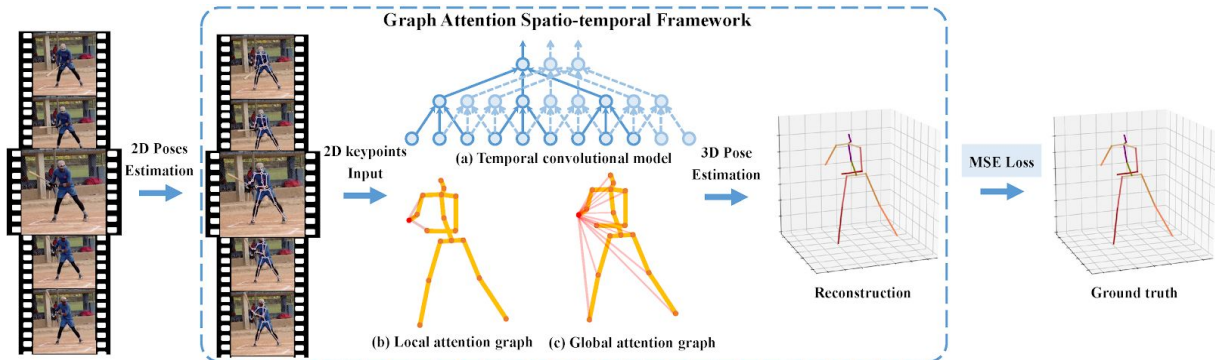 Graph Attention Spatio-temporal Framework
2D Poses
Estimation
2D keypoints
Input
(a) Temporal convolutional model
(b) Local attention graph
(c) Global attention graph
3D Pose
Estimation
Reconstruction
MSE Loss
Ground truth